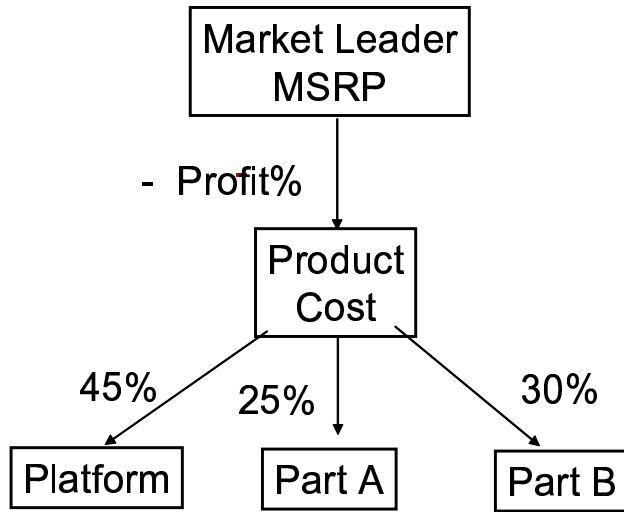 Market Leader
MSRP
- Profit%
Product
Cost
45%
25%
30%
Platform
Part A
Part B